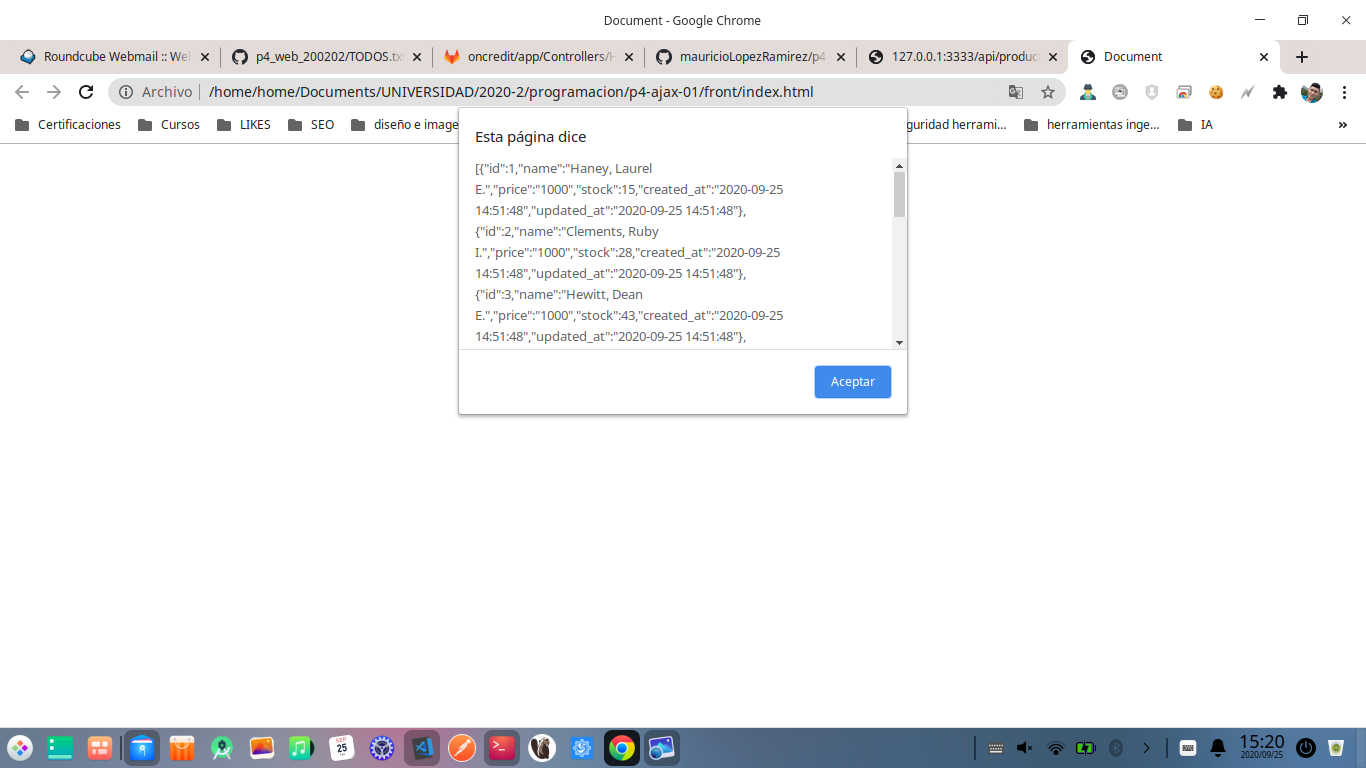 Document - Google Chrome
Roundcube Webmail :: Wel
p4_web_200202/TODOS.tx
oncredit/app/Controllers/H
mauricioLopezRamirez/p4-
127.0.0.1:3333/api/produc
Document
Archivo
/home/home/Documents/UNIVERSIDAD/2020-2/programacion/p4-ajax-01/front/index.html
Certificaciones
Cursos
LIKES
SEO
diseño e image
guridad herrami...
herramientas inge...
IA
»
Esta página dice
[{"id":1,"name":"Haney, Laurel
E.","price":"1000","stock":15,"created_at":"2020-09-25
14:51:48","updated_at":"2020-09-25 14:51:48"},
{"id":2,"name":"Clements, Ruby
I.","price":"1000","stock":28,"created_at":"2020-09-25
14:51:48","updated_at":"2020-09-25 14:51:48"},
{"id":3,"name":"Hewitt, Dean
E.","price":"1000","stock":43,"created_at":"2020-09-25
14:51:48","updated_at":"2020-09-25 14:51:48"},
Aceptar
SEP
25
15:20
2020/09/25